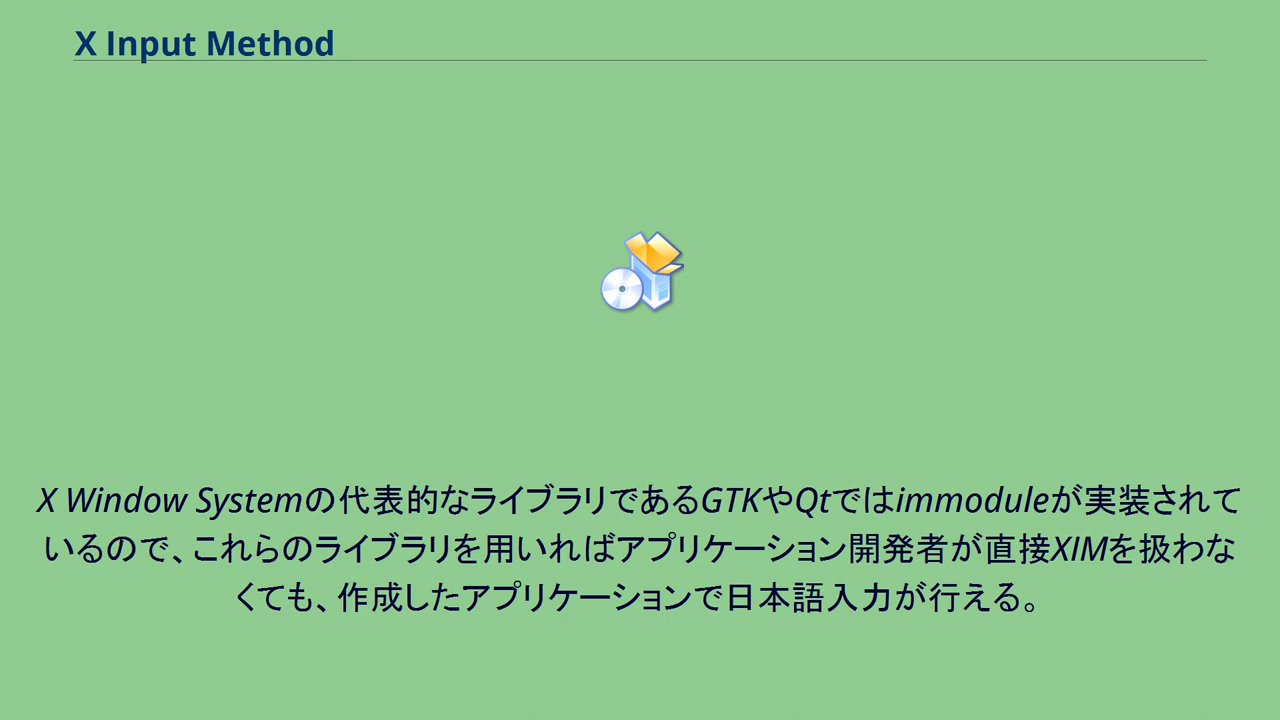 X Input Method
X Window Systemの代表的なライブラリであるGTKやQtではimmoduleが実装されて
いるので、これらのライブラリを用いればアプリケーション開発者が直接XIMを扱わな
くても、作成したアプリケーションで日本語入力が行える。